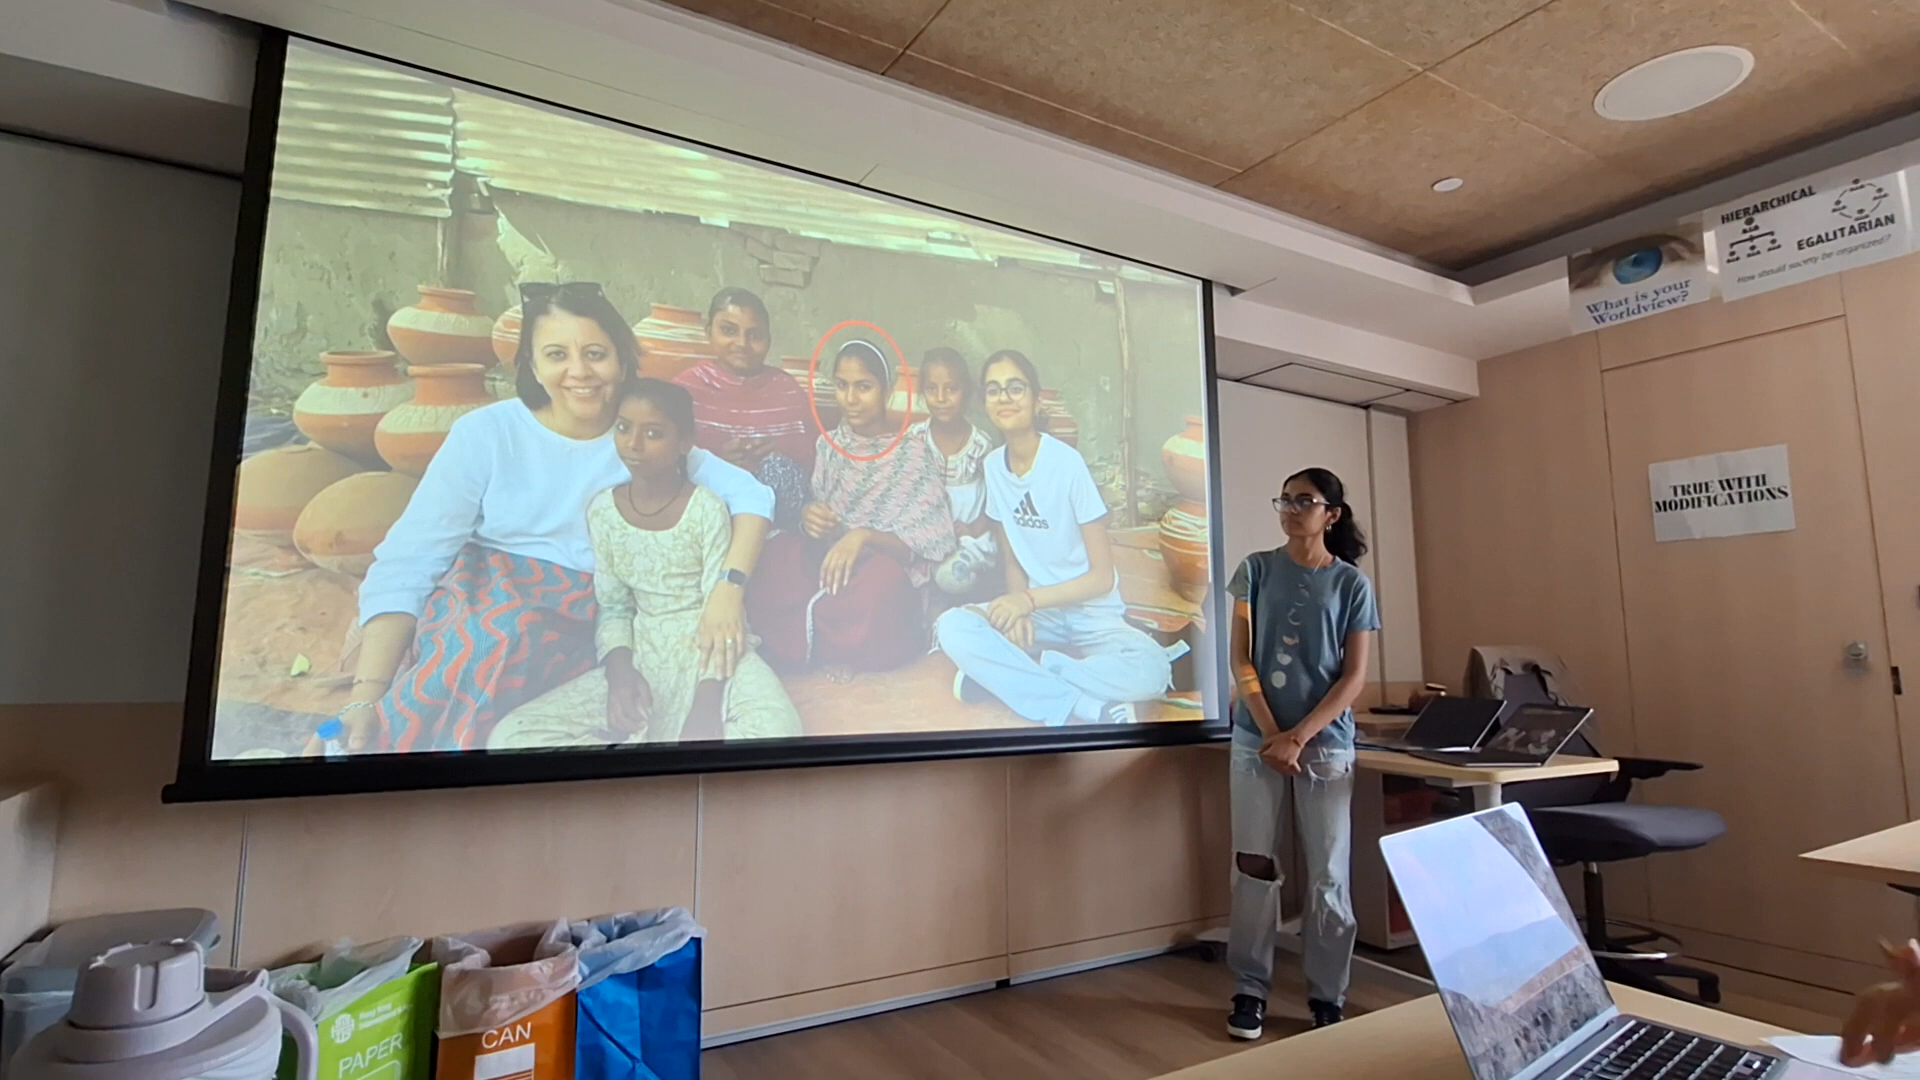 adidas
What is your
Worldview?
HIERARCHICAL
EGALITARIAN
How should society be organized?
TRUE WITH
MODIFICATIONS
PAPER
CAN